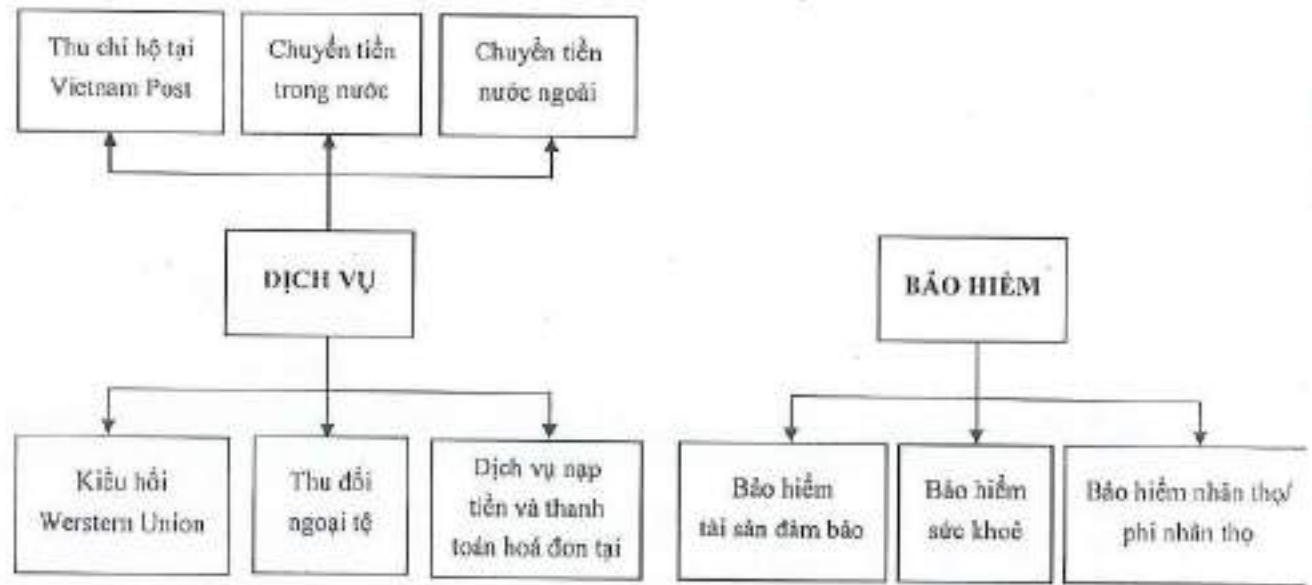 Thu chi hộ tại
Vietnam Post
Chuyển tiền
trong nước
Chuyển tiền
nước ngoài
DỊCH VỤ
BẢO HIỂM
Kiều hối
Werstern Union
Thu đổi
ngoại tệ
Dịch vụ nạp
tiền và thanh
toán hoá đơn tại
Bảo hiểm
tài sản đảm bảo
Bảo hiểm
sức khoẻ
Bảo hiểm nhân thọ/
phi nhân thọ